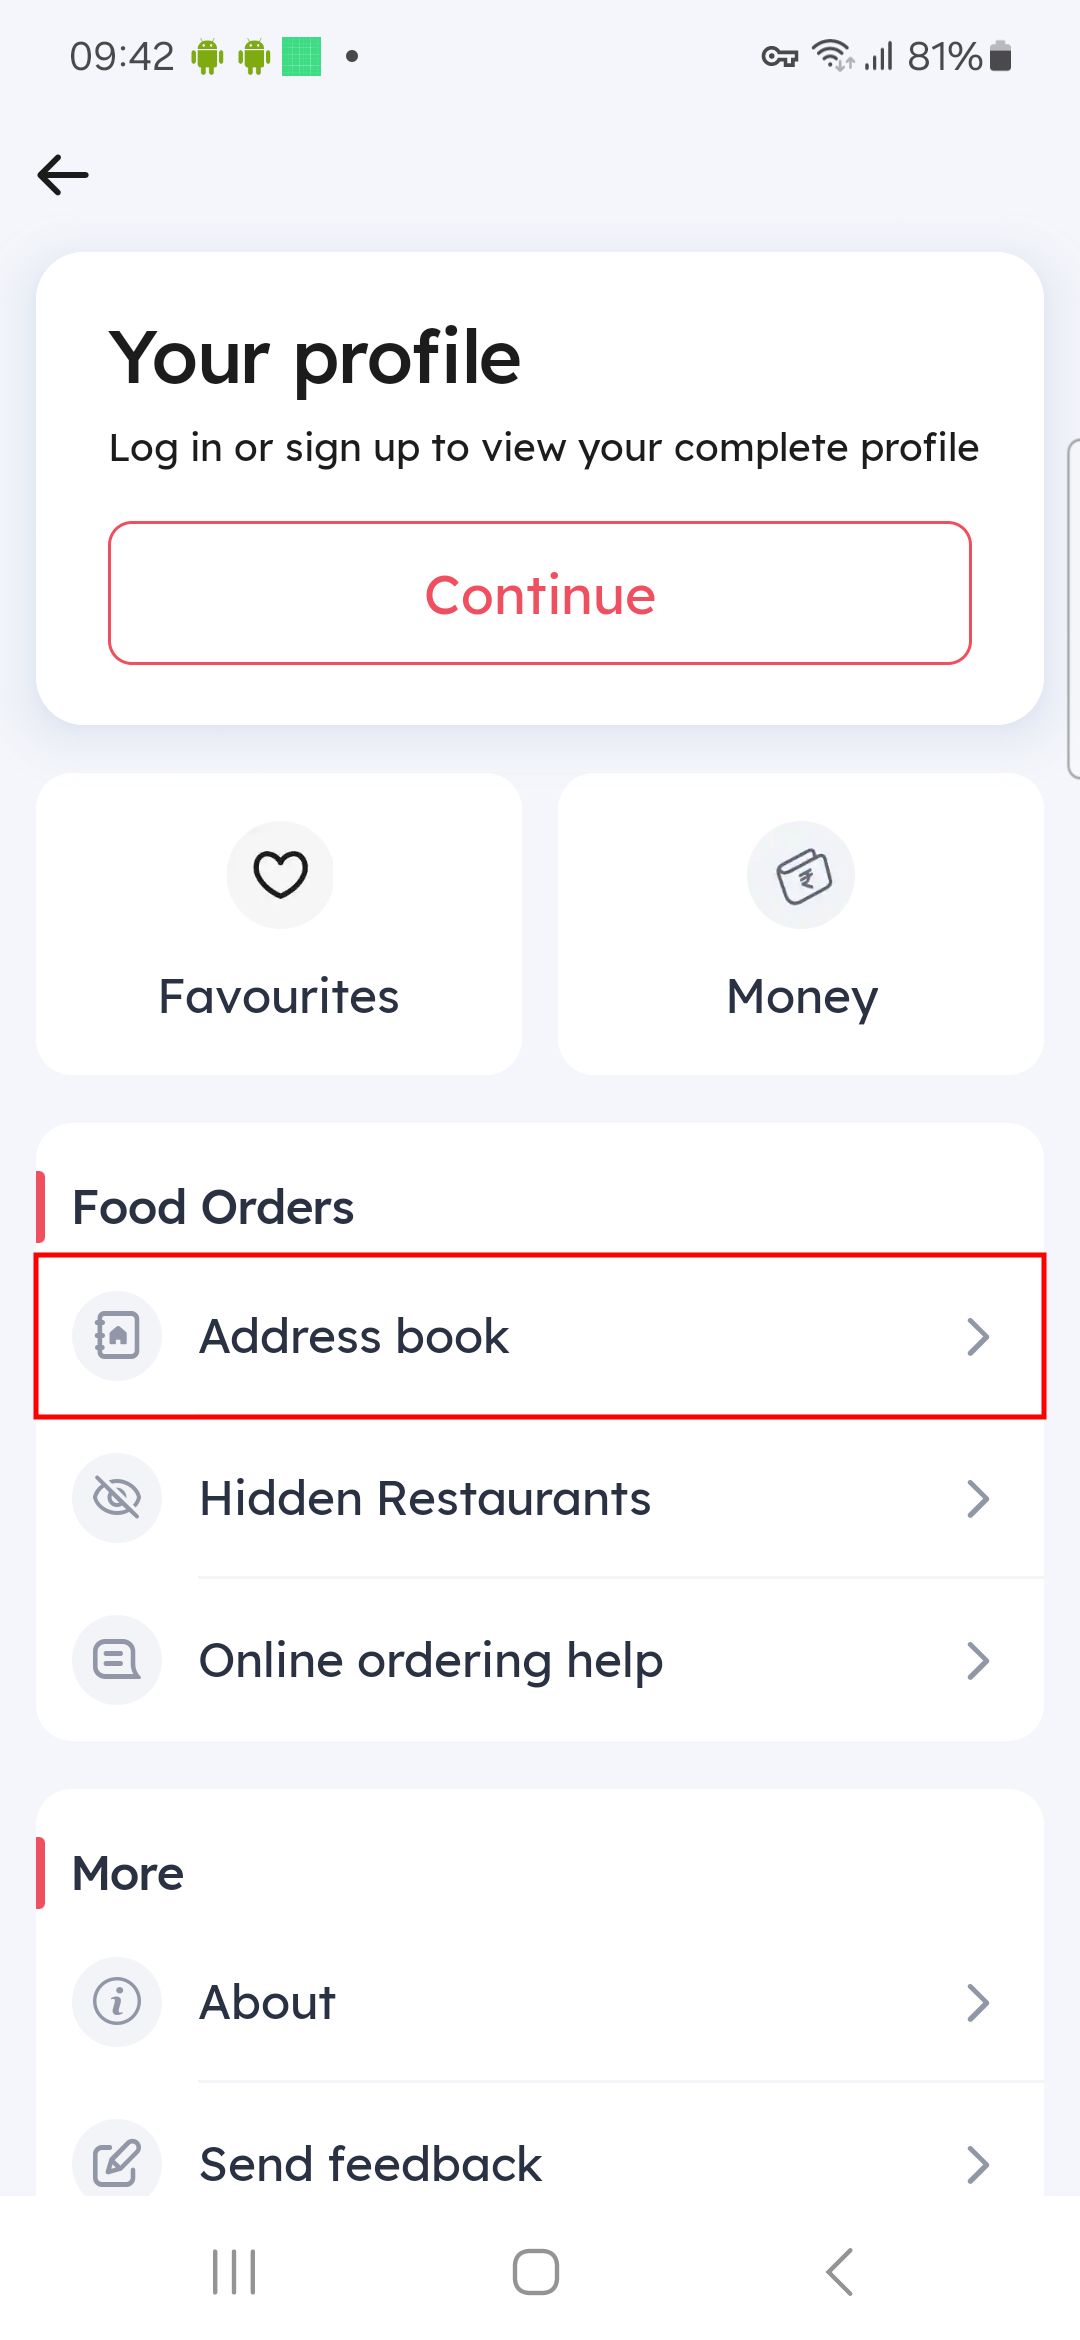 09:42
81%
Your profile
Log in or sign up to view your complete profile
Continue
Favourites
Money
Food Orders
Address book
Hidden Restaurants
Online ordering help
More
About
Send feedback